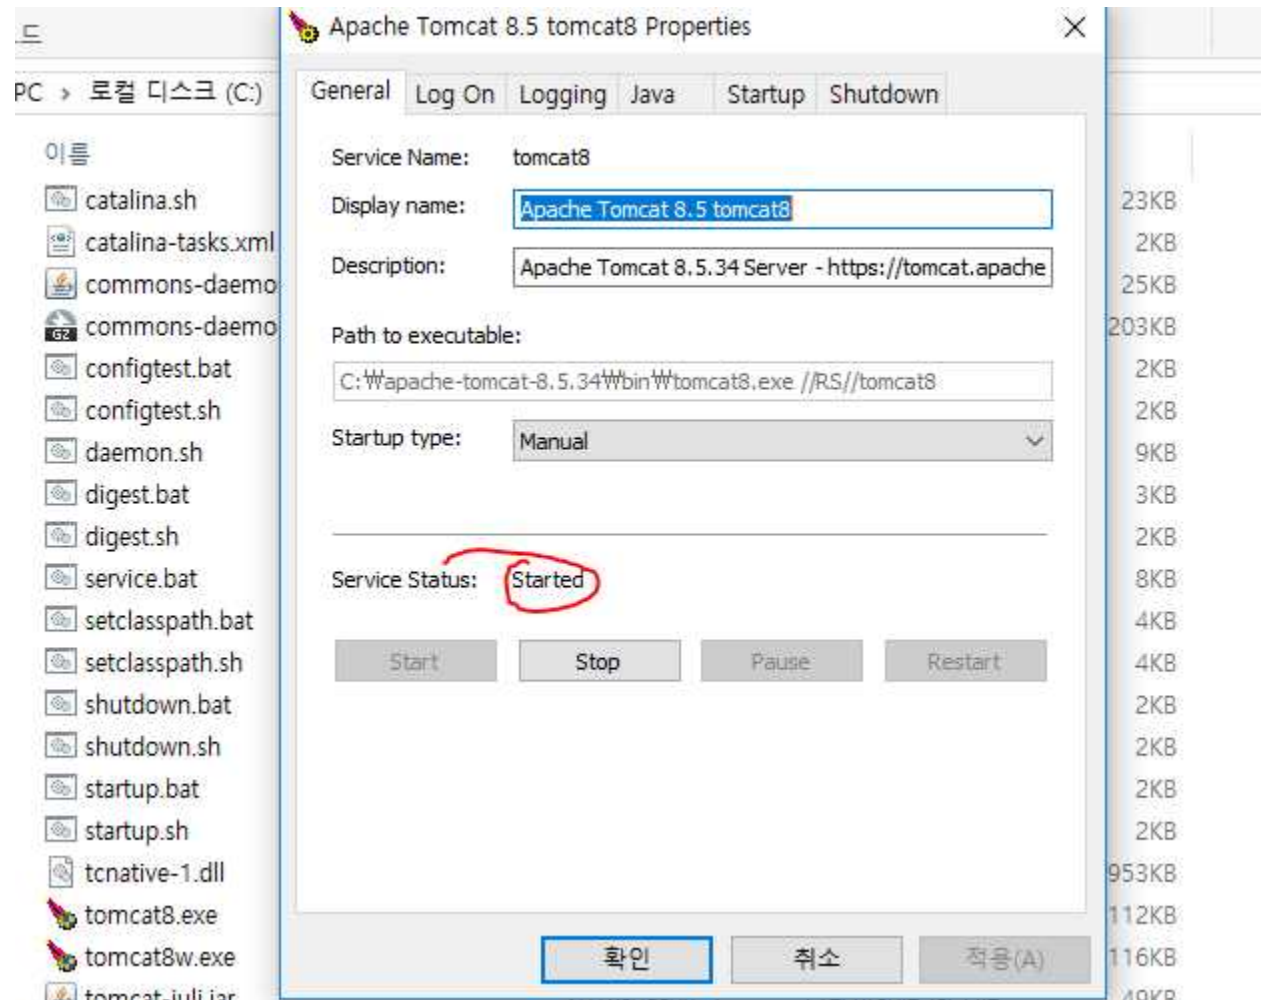 드
Apache Tomcat 8.5 tomcat8 Properties
PC > 로컬 디스크 (C:)
General Log On Logging Java Startup Shutdown
이름
Service Name: tomcat8
catalina.sh 23KB
Display name: Apache Tomcat 8.5 tomcat8
catalina-tasks.xml 2KB
Description: Apache Tomcat 8.5.34 Server - https://tomcat.apache
commons-daemo 25KB
commons-daemo 203KB
Path to executable:
configtest.bat 2KB
C:₩apache-tomcat-8.5.34₩bin₩tomcat8.exe //RS//tomcat8
configtest.sh 2KB
Startup type: Manual
daemon.sh 9KB
digest.bat 3KB
digest.sh 2KB
service.bat 8KB
Service Status: Started
setclasspath.bat 4KB
setclasspath.sh 4KB
Start Stop Pause Restart
shutdown.bat 2KB
shutdown.sh 2KB
startup.bat 2KB
startup.sh 2KB
tcnative-1.dll 953KB
tomcat8.exe 112KB
tomcat8w.exe 116KB
확인 취소 적용(A)
tomcat-juli.jar 49KB